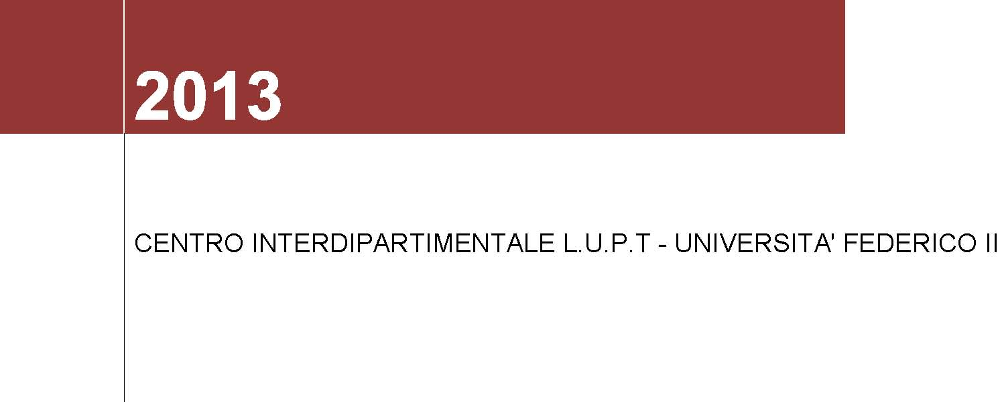 2013
CENTRO INTERDIPARTIMENTALE L.U.P.T - UNIVERSITA' FEDERICO II